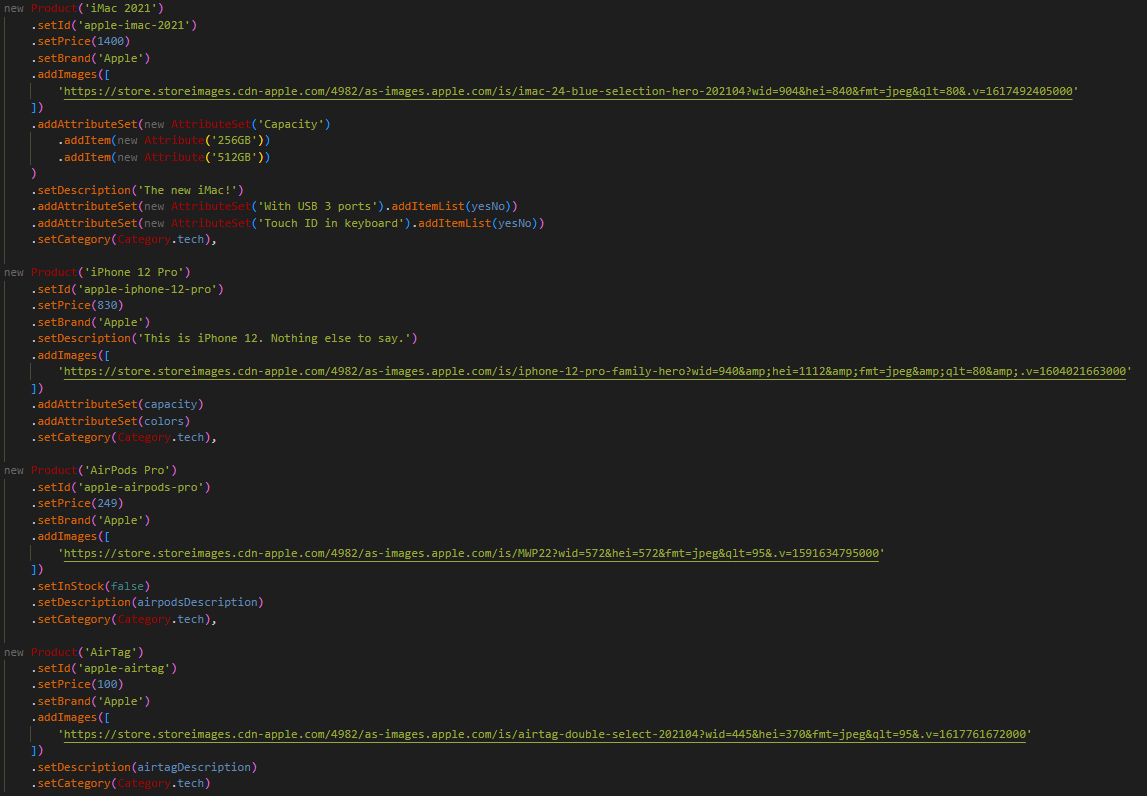 new Product('iMac 2021')
    .setId('apple-imac-2021')
    .setPrice(1400)
    .setBrand('Apple')
    .addImages([
        'https://store.storeimages.cdn-apple.com/4982/as-images.apple.com/is/imac-24-blue-selection-hero-202104?wid=904&hei=840&fmt=jpeg&qlt=80&.v=1617492405000'
    ])
    .addAttributeSet(new AttributeSet('Capacity')
        .addItem(new Attribute('256GB'))
        .addItem(new Attribute('512GB'))
    )
    .setDescription('The new iMac!')
    .addAttributeSet(new AttributeSet('With USB 3 ports').addItemList(yesNo))
    .addAttributeSet(new AttributeSet('Touch ID in keyboard').addItemList(yesNo))
    .setCategory(Category.tech),

new Product('iPhone 12 Pro')
    .setId('apple-iphone-12-pro')
    .setPrice(830)
    .setBrand('Apple')
    .setDescription('This is iPhone 12. Nothing else to say.')
    .addImages([
        'https://store.storeimages.cdn-apple.com/4982/as-images.apple.com/is/iphone-12-pro-family-hero?wid=940&amp;hei=1112&amp;fmt=jpeg&amp;qlt=80&amp;.v=1604021663000'
    ])
    .addAttributeSet(capacity)
    .addAttributeSet(colors)
    .setCategory(Category.tech),

new Product('AirPods Pro')
    .setId('apple-airpods-pro')
    .setPrice(249)
    .setBrand('Apple')
    .addImages([
        'https://store.storeimages.cdn-apple.com/4982/as-images.apple.com/is/MWP22?wid=572&hei=572&fmt=jpeg&qlt=95&.v=1591634795000'
    ])
    .setInStock(false)
    .setDescription(airpodsDescription)
    .setCategory(Category.tech),

new Product('AirTag')
    .setId('apple-airtag')
    .setPrice(100)
    .setBrand('Apple')
    .addImages([
        'https://store.storeimages.cdn-apple.com/4982/as-images.apple.com/is/airtag-double-select-202104?wid=445&hei=370&fmt=jpeg&qlt=95&.v=1617761672000'
    ])
    .setDescription(airtagDescription)
    .setCategory(Category.tech)